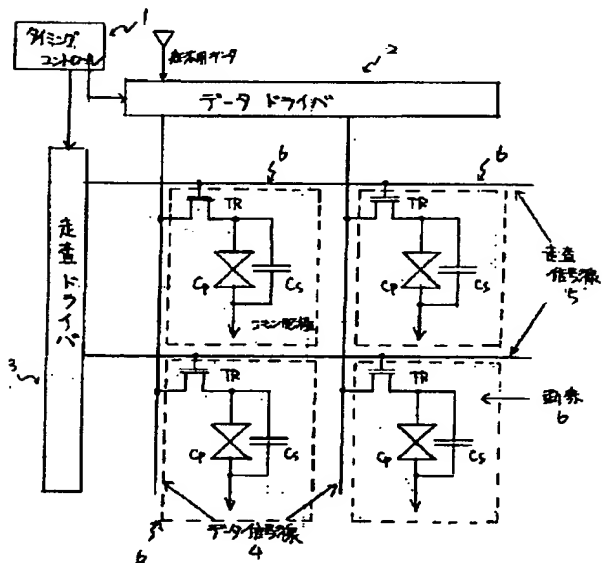 1
タイミング
コントロール
表示用データ
2
データ ドライバ
6
6
TR
TR
Cp
Cs
Cp
Cs
コモン配線
走査
信号線
5
走査ドライバ
3
TR
TR
画素
6
Cp
Cs
Cp
Cs
6
データ信号線
4